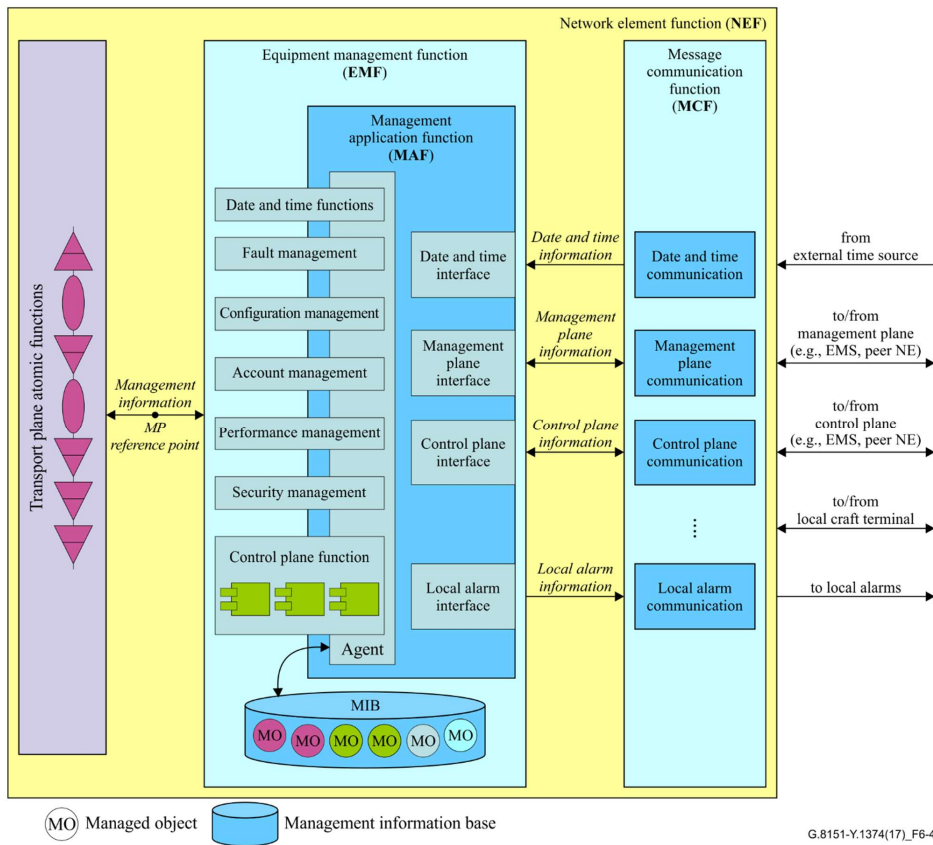 Network element function (NEF)
Equipment management function
(EMF)
Message
communication
function
(MCF)
Management
application function
(MAF)
Transport plane atomic functions
Management
information
MP
reference point
Date and time functions
Fault management
Configuration management
Account management
Performance management
Security management
Control plane function
Agent
Date and time
interface
Management
plane
interface
Control plane
interface
Local alarm
interface
Date and time
information
Management
plane
information
Control plane
information
Local alarm
information
Date and time
communication
Management
plane
communication
Control plane
communication
Local alarm
communication
from
external time source
to/from
management plane
(e.g., EMS, peer NE)
to/from
control plane
(e.g., EMS, peer NE)
to/from
local craft terminal
to local alarms
MIB
MO MO MO MO MO MO
MO Managed object
Management information base
G.8151-Y.1374(17)_F6-4